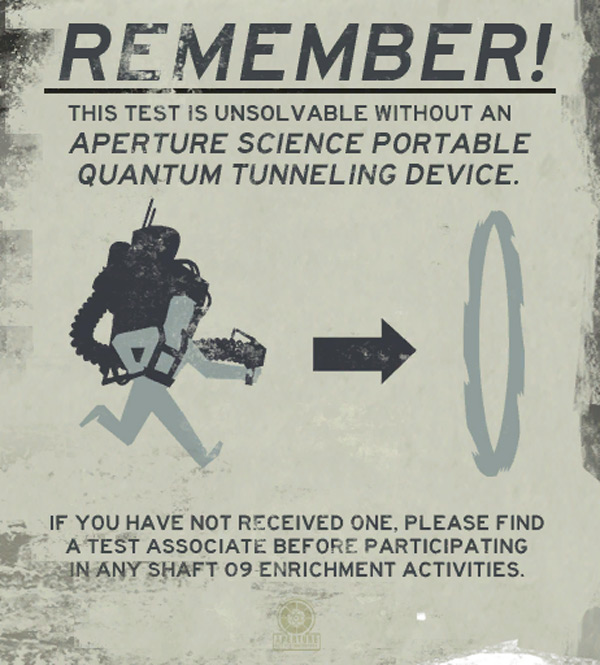 REMEMBER!
THIS TEST IS UNSOLVABLE WITHOUT AN
APERTURE SCIENCE PORTABLE
QUANTUM TUNNELING DEVICE.
IF YOU HAVE NOT RECEIVED ONE, PLEASE FIND
A TEST ASSOCIATE BEFORE PARTICIPATING
IN ANY SHAFT 09 ENRICHMENT ACTIVITIES.
APERTURE